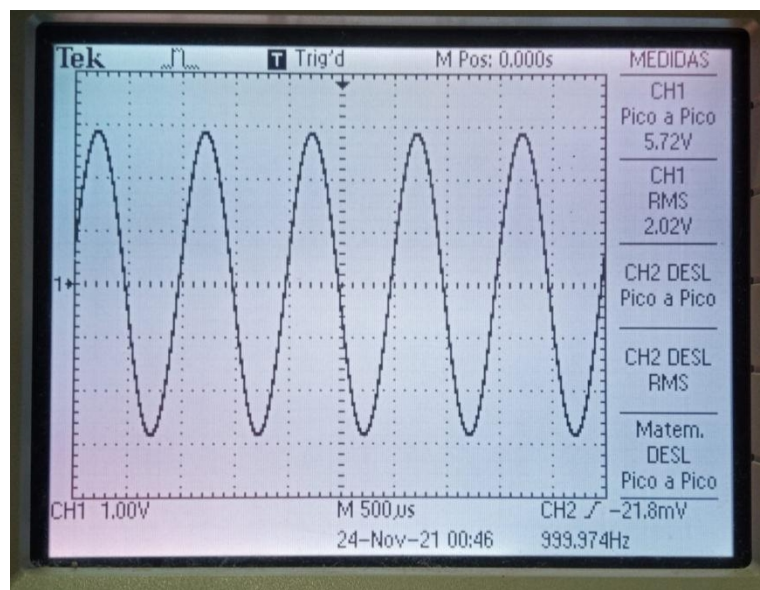 Tek T Trig'd M Pos: 0.000s MEDIDAS
CH1
Pico a Pico
5.72V
CH1
RMS
2.02V
CH2 DESL
Pico a Pico
CH2 DESL
RMS
Matem.
DESL
Pico a Pico
1
CH1 1.00V M 500µs CH2 -21.8mV
24-Nov-21 00:46 999.974Hz